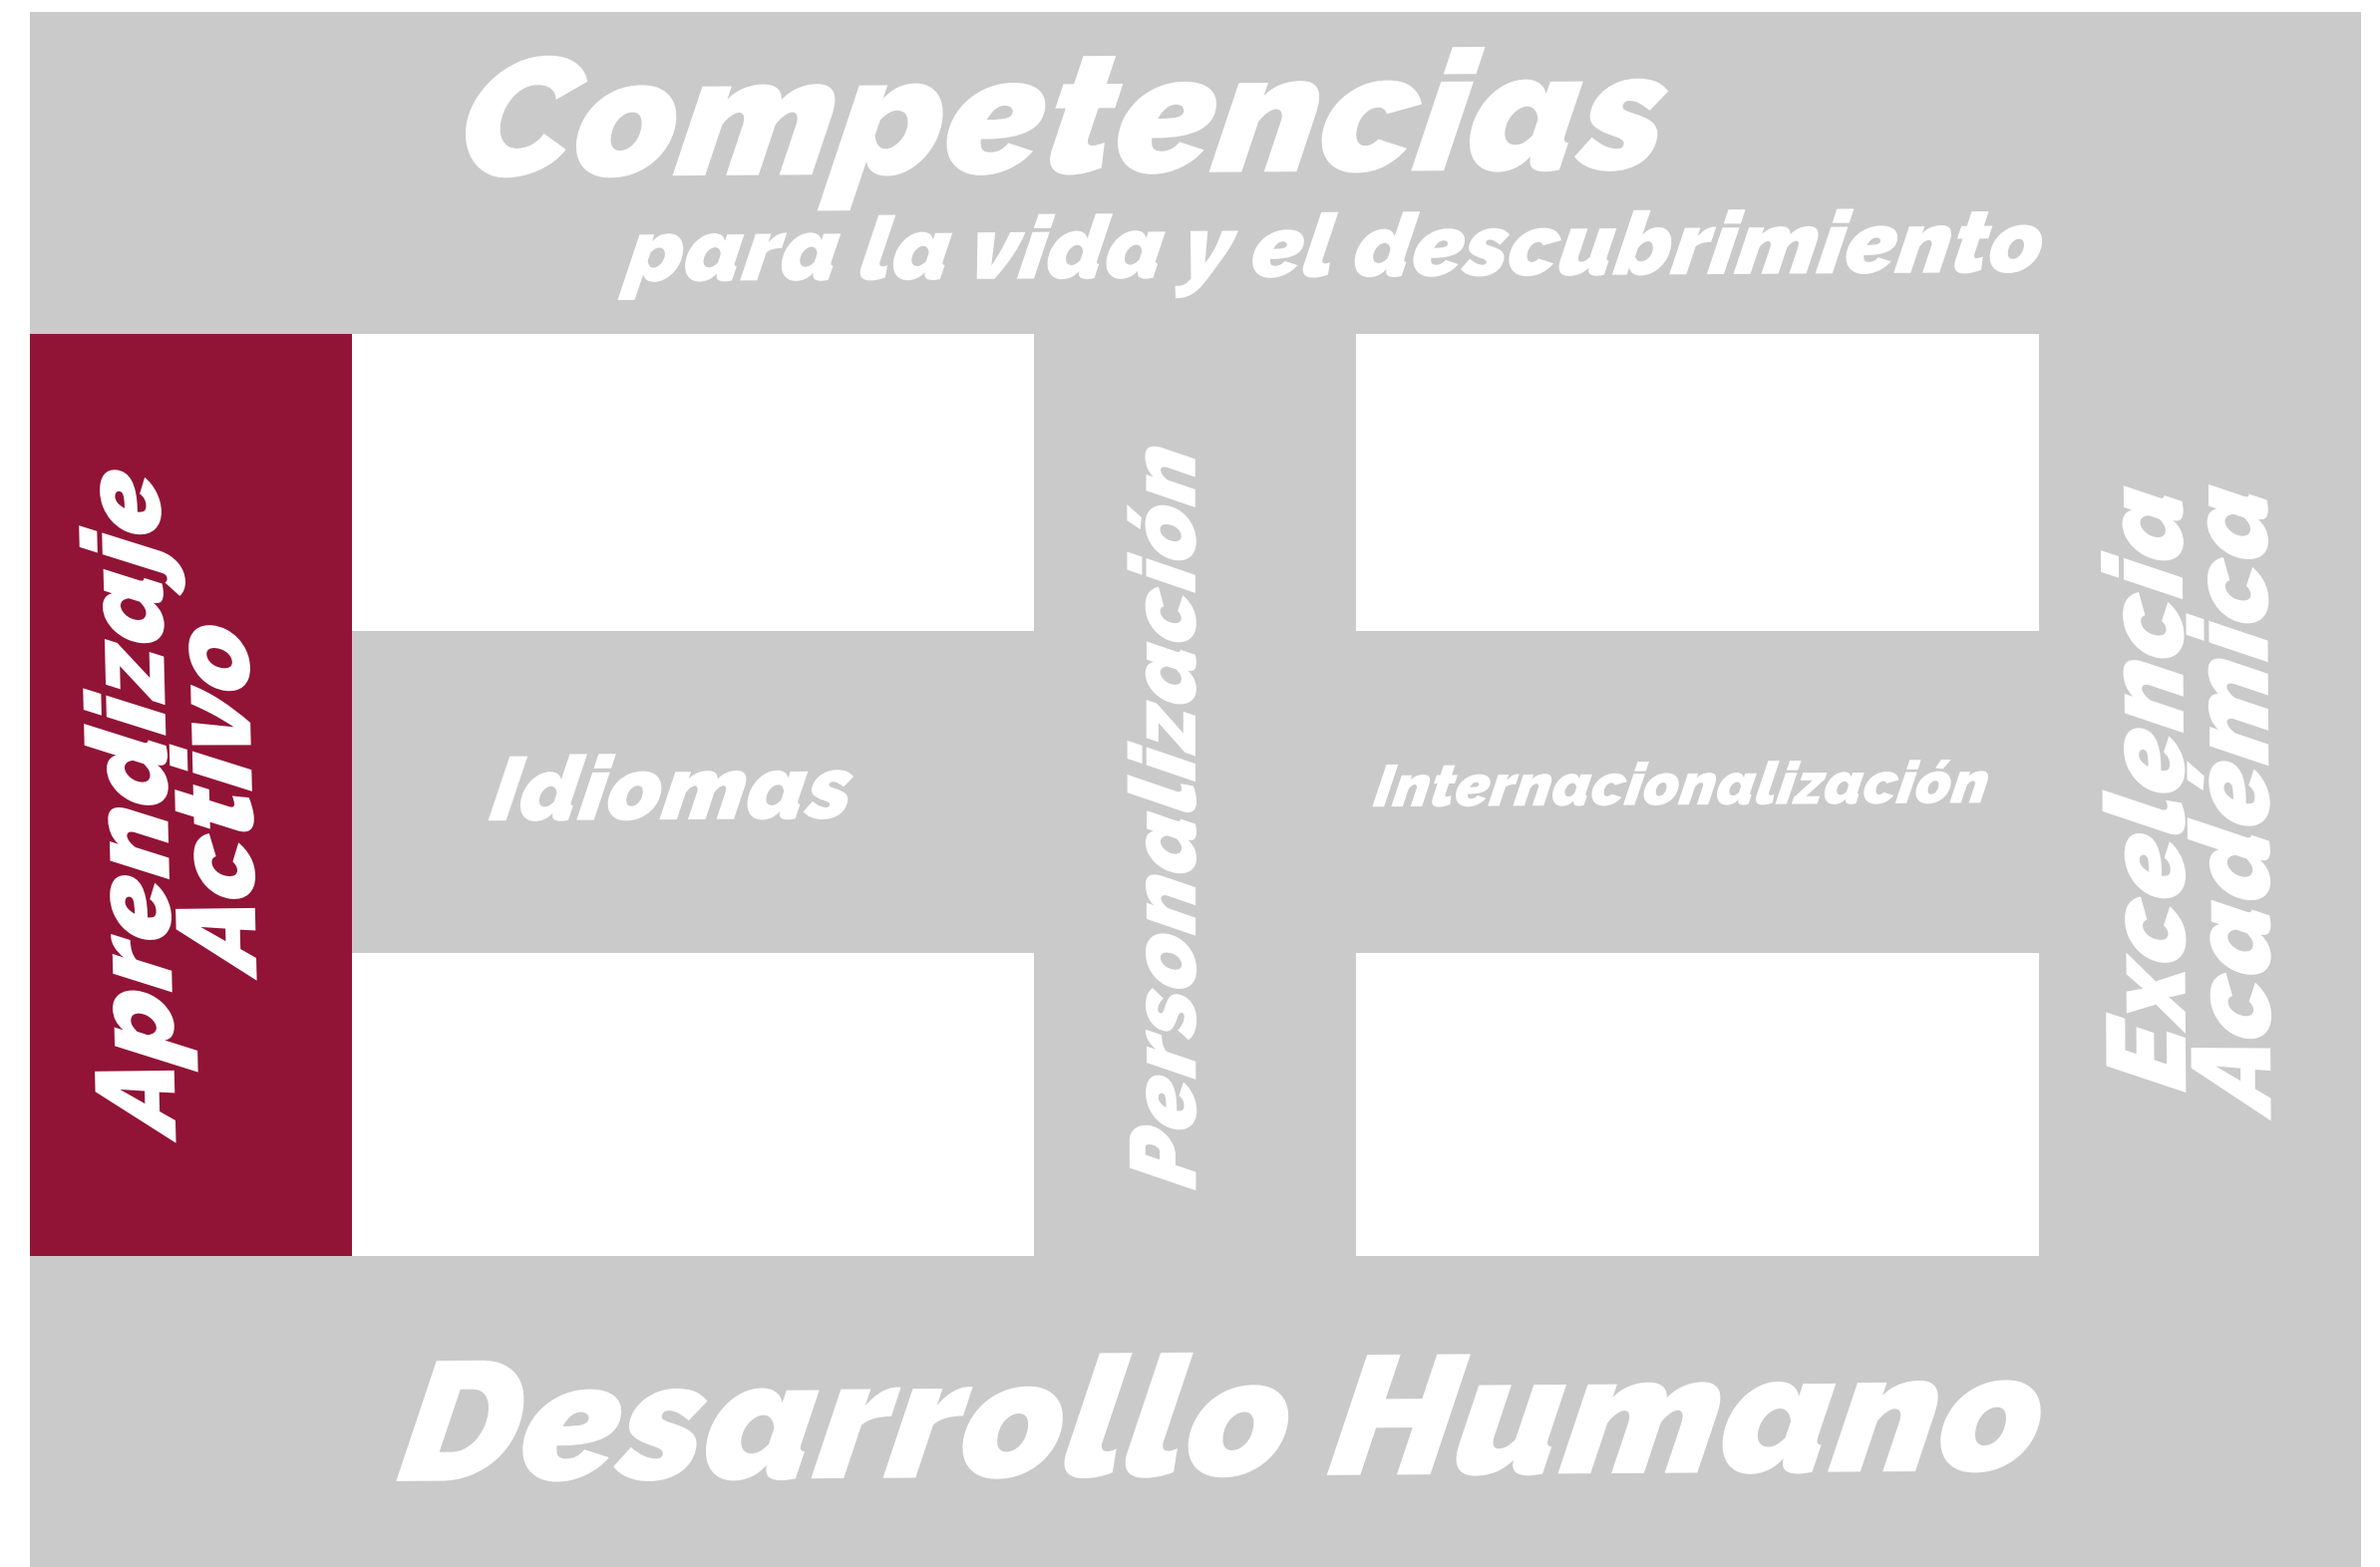 Competencias
para la vida y el descubrimiento
Aprendizaje
Activo
Idiomas
Personalización
Internacionalización
Excelencia
Académica
Desarrollo Humano